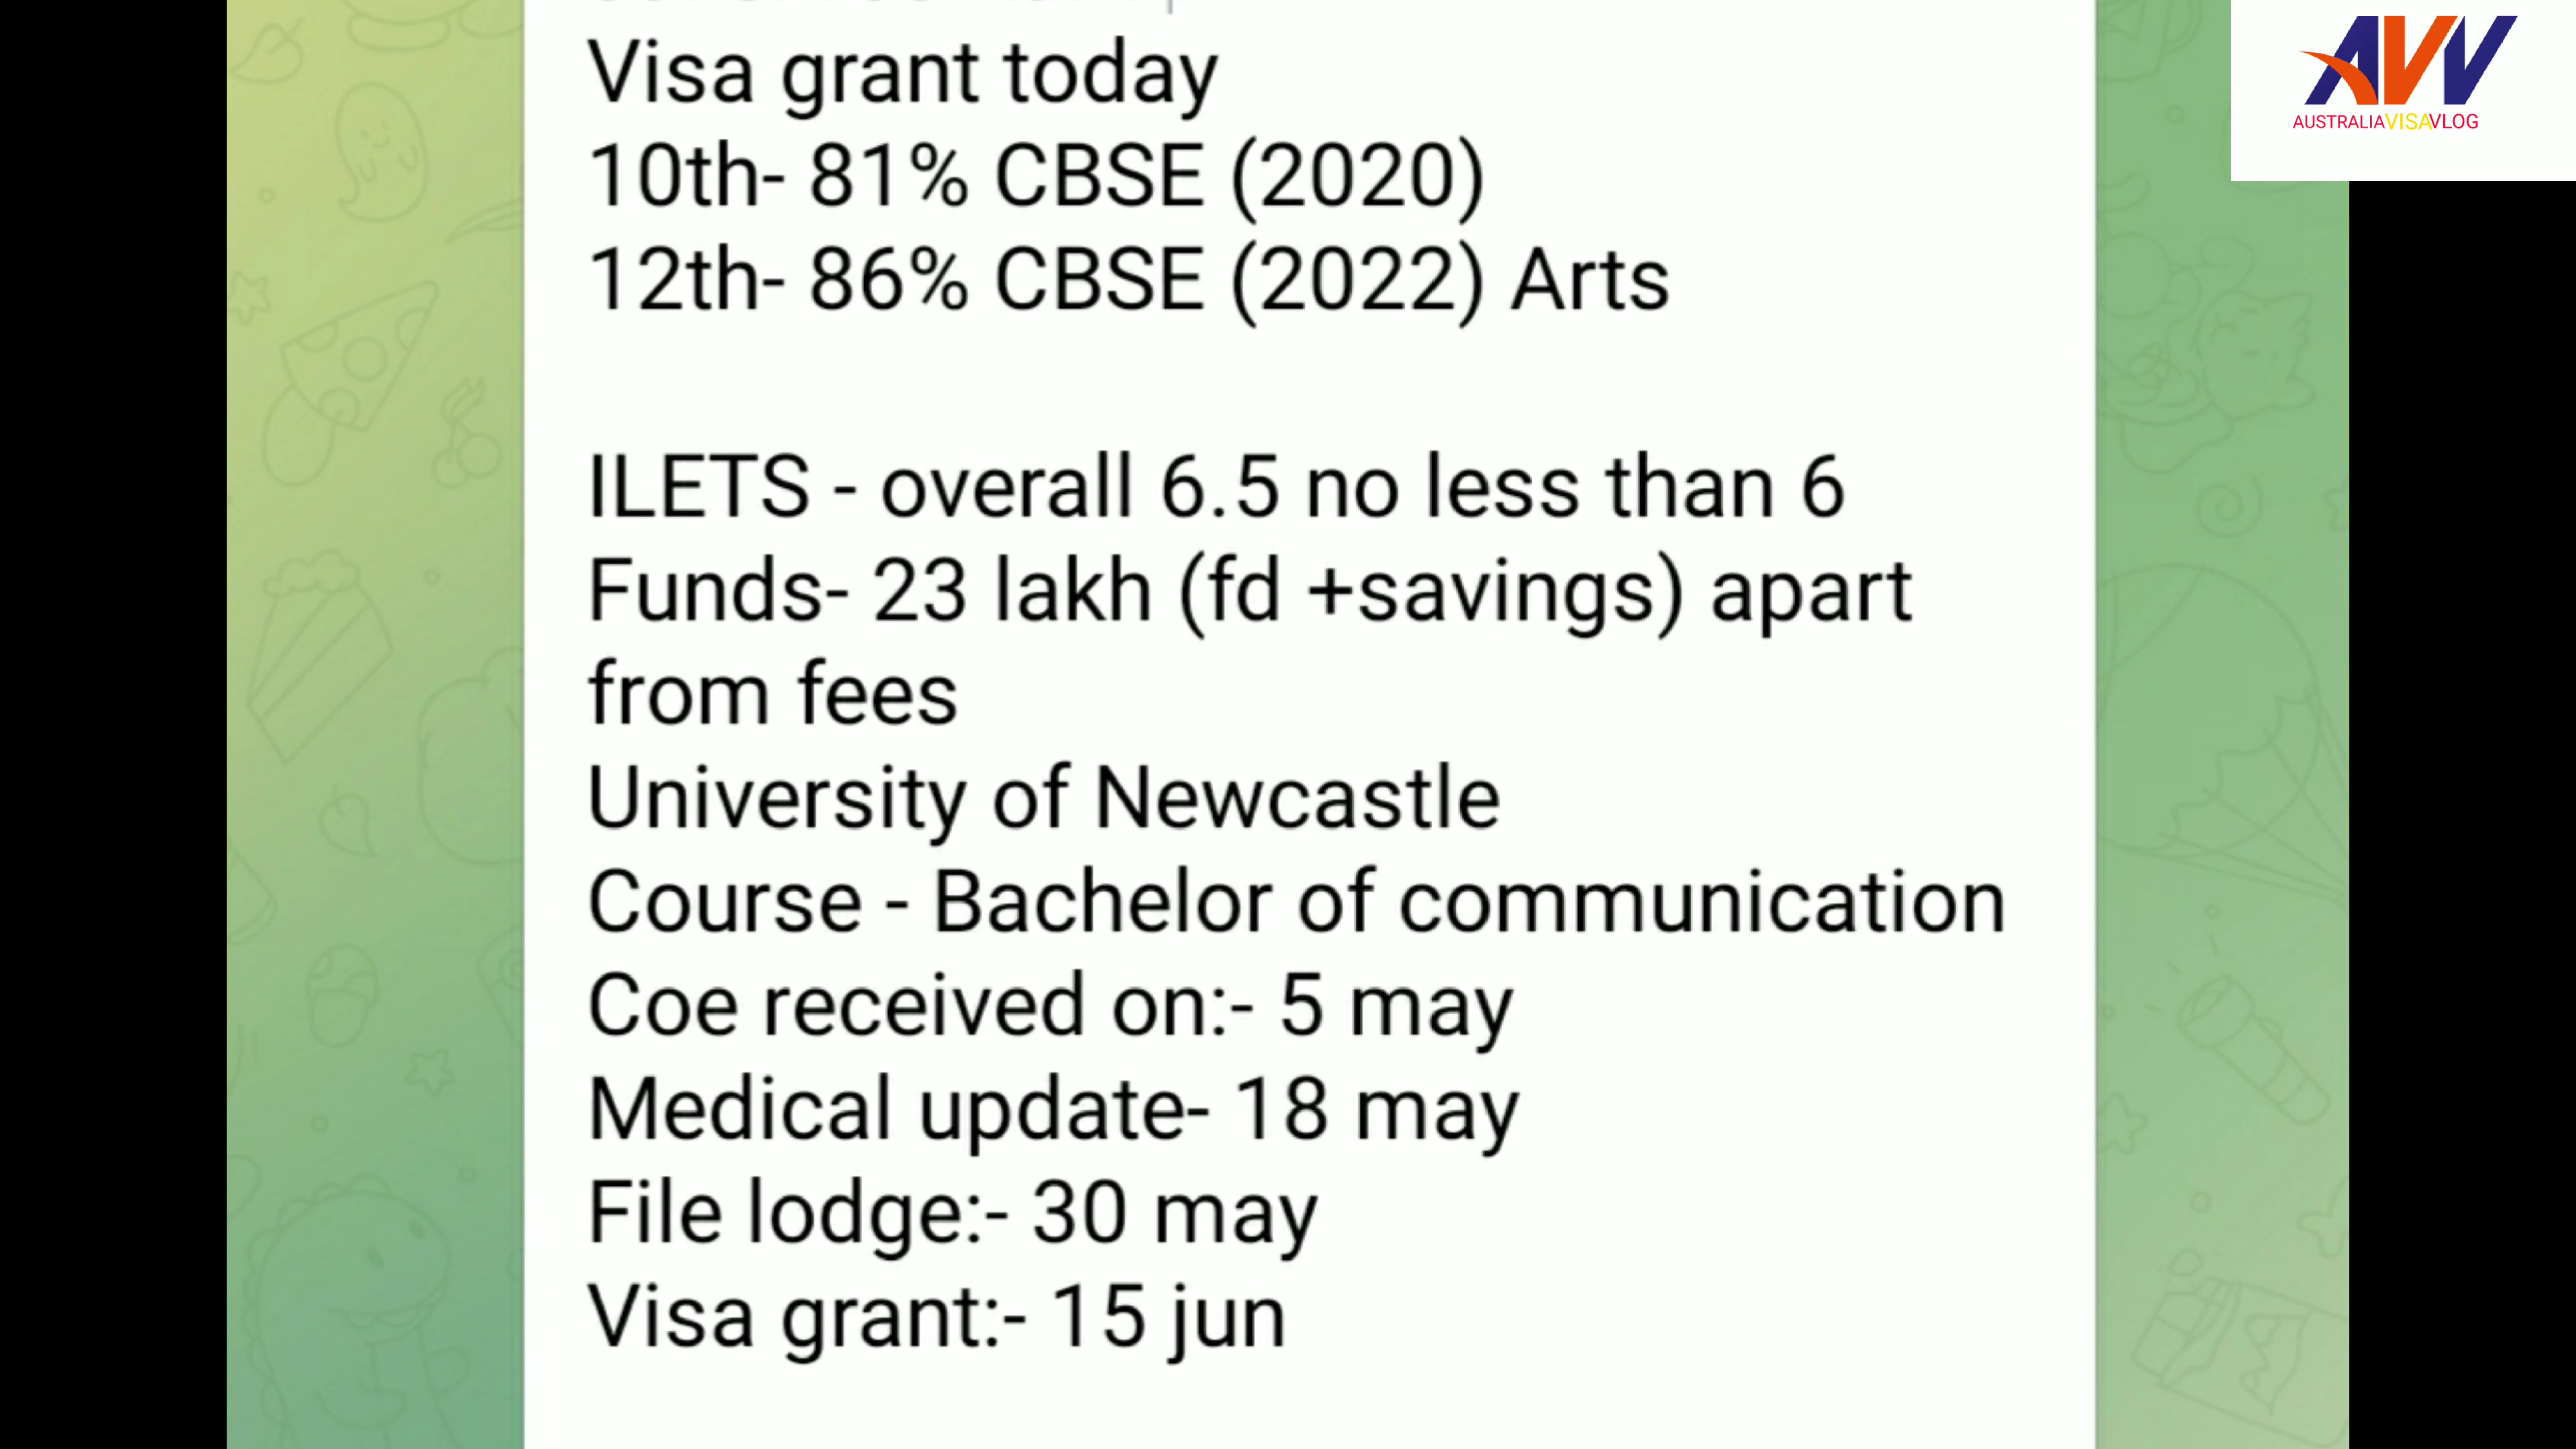 Visa grant today
10th- 81% CBSE (2020)
12th- 86% CBSE (2022) Arts
ILETS - overall 6.5 no less than 6
Funds- 23 lakh (fd +savings) apart
from fees
University of Newcastle
Course - Bachelor of communication
Coe received on:- 5 may
Medical update- 18 may
File lodge:- 30 may
Visa grant:- 15 jun
AVV
AUSTRALIAVISAVLOG